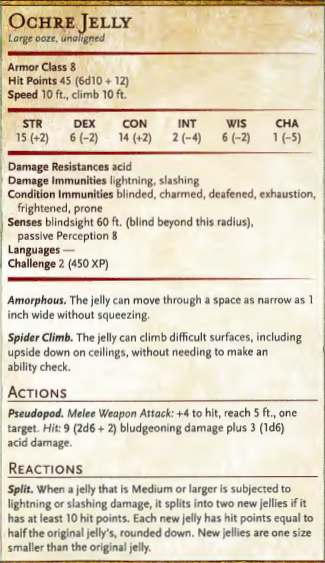 OCHRE JELLY
Large ooze, unaligned
Armor Class 8
Hit Points 45 (6d10 + 12)
Speed 10 ft., climb 10 ft.
STR DEX CON INT WIS CHA
15 (+2) 6 (−2) 14 (+2) 2 (−4) 6 (−2) 1 (−5)
Damage Resistances acid
Damage Immunities lightning, slashing
Condition Immunities blinded, charmed, deafened, exhaustion,
frightened, prone
Senses blindsight 60 ft. (blind beyond this radius),
passive Perception 8
Languages —
Challenge 2 (450 XP)
Amorphous. The jelly can move through a space as narrow as 1
inch wide without squeezing.
Spider Climb. The jelly can climb difficult surfaces, including
upside down on ceilings, without needing to make an
ability check.
ACTIONS
Pseudopod. Melee Weapon Attack: +4 to hit, reach 5 ft., one
target. Hit: 9 (2d6 + 2) bludgeoning damage plus 3 (1d6)
acid damage.
REACTIONS
Split. When a jelly that is Medium or larger is subjected to
lightning or slashing damage, it splits into two new jellies if it
has at least 10 hit points. Each new jelly has hit points equal to
half the original jelly's, rounded down. New jellies are one size
smaller than the original jelly.